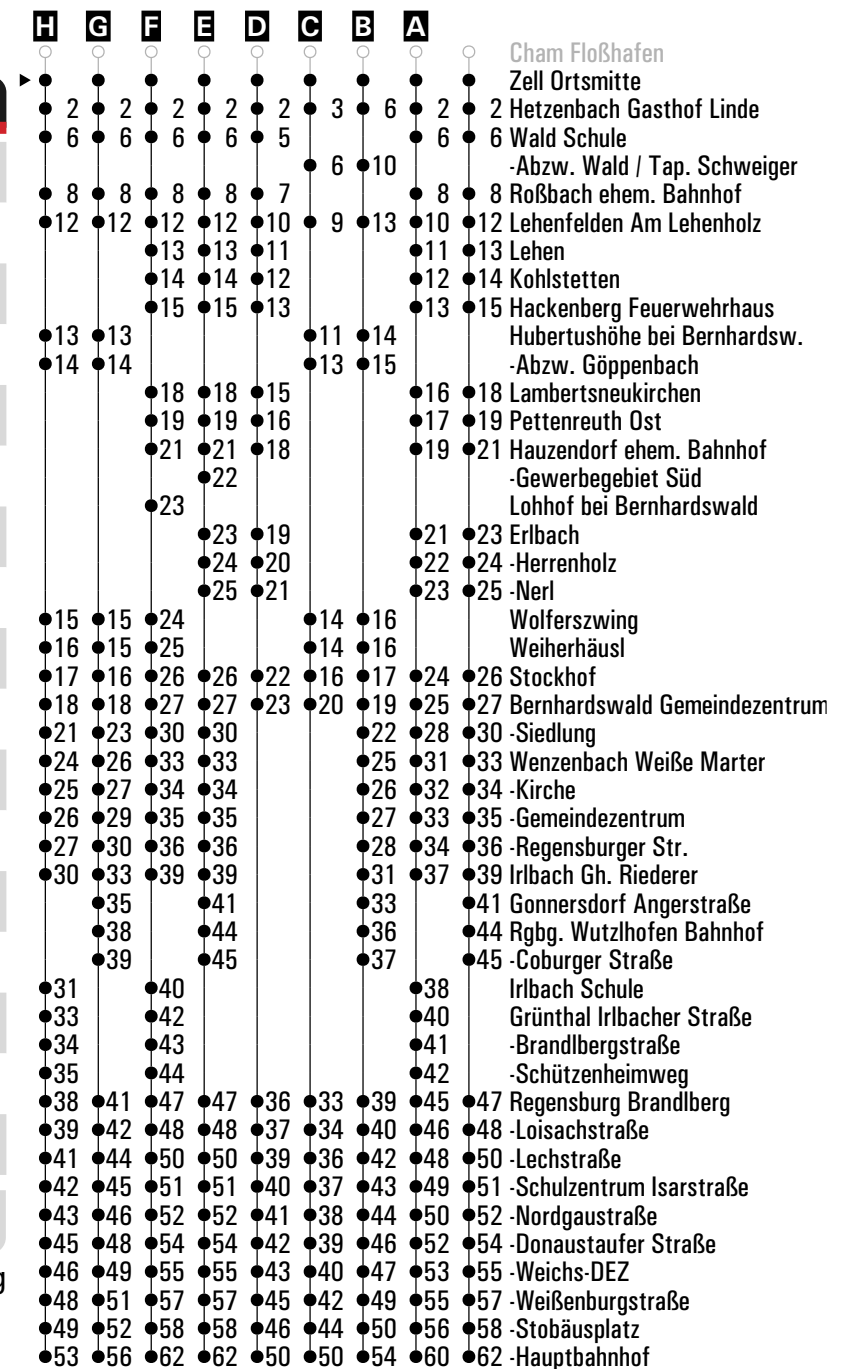 H G F E D C B A
Cham Floßhafen
Zell Ortsmitte
2 2 2 2 2 3 6 2 2 Hetzenbach Gasthof Linde
6 6 6 6 5 6 6 Wald Schule
6 10 -Abzw. Wald / Tap. Schweiger
8 8 8 8 7 8 8 Roßbach ehem. Bahnhof
12 12 12 12 10 9 13 10 12 Lehenfelden Am Lehenholz
13 13 11 11 13 Lehen
14 14 12 12 14 Kohlstetten
15 15 13 13 15 Hackenberg Feuerwehrhaus
13 13 11 14 Hubertushöhe bei Bernhardsw.
14 14 13 15 -Abzw. Göppenbach
18 18 15 16 18 Lambertsneukirchen
19 19 16 17 19 Pettenreuth Ost
21 21 18 19 21 Hauzendorf ehem. Bahnhof
22 -Gewerbegebiet Süd
23 Lohhof bei Bernhardswald
23 19 21 23 Erlbach
24 20 22 24 -Herrenholz
25 21 23 25 -Nerl
15 15 24 14 16 Wolferszwing
16 15 25 14 16 Weiherhäusl
17 16 26 26 22 16 17 24 26 Stockhof
18 18 27 27 23 20 19 25 27 Bernhardswald Gemeindezentrum
21 23 30 30 22 28 30 -Siedlung
24 26 33 33 25 31 33 Wenzenbach Weiße Marter
25 27 34 34 26 32 34 -Kirche
26 29 35 35 27 33 35 -Gemeindezentrum
27 30 36 36 28 34 36 -Regensburger Str.
30 33 39 39 31 37 39 Irlbach Gh. Riederer
35 41 33 41 Gonnersdorf Angerstraße
38 44 36 44 Rgbg. Wutzlhofen Bahnhof
39 45 37 45 -Coburger Straße
31 40 38 Irlbach Schule
33 42 40 Grünthal Irlbacher Straße
34 43 41 -Brandlbergstraße
35 44 42 -Schützenheimweg
38 41 47 47 36 33 39 45 47 Regensburg Brandlberg
39 42 48 48 37 34 40 46 48 -Loisachstraße
41 44 50 50 39 36 42 48 50 -Lechstraße
42 45 51 51 40 37 43 49 51 -Schulzentrum Isarstraße
43 46 52 52 41 38 44 50 52 -Nordgaustraße
45 48 54 54 42 39 46 52 54 -Donaustaufer Straße
46 49 55 55 43 40 47 53 55 -Weichs-DEZ
48 51 57 57 45 42 49 55 57 -Weißenburgstraße
49 52 58 58 46 44 50 56 58 -Stobäusplatz
53 56 62 62 50 50 54 60 62 -Hauptbahnhof